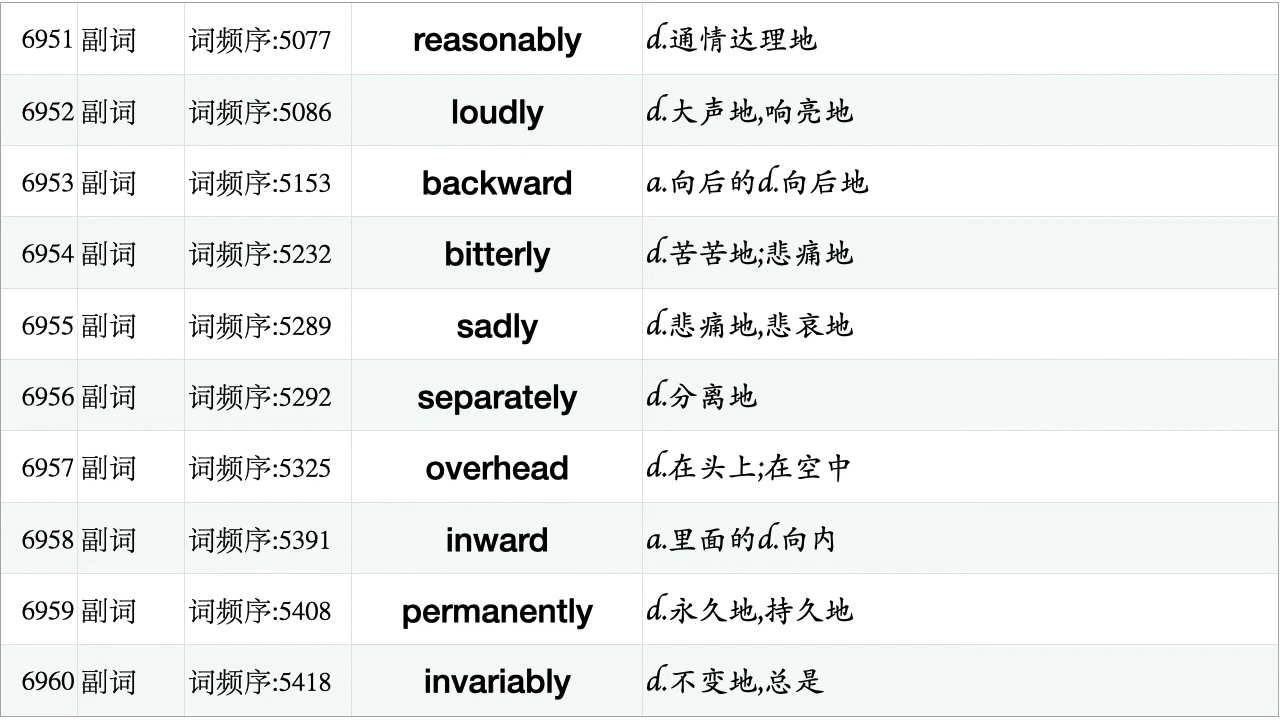 6951 副词 词频序:5077 reasonably d.通情达理地
6952 副词 词频序:5086 loudly d.大声地,响亮地
6953 副词 词频序:5153 backward a.向后的d.向后地
6954 副词 词频序:5232 bitterly d.苦苦地;悲痛地
6955 副词 词频序:5289 sadly d.悲痛地,悲哀地
6956 副词 词频序:5292 separately d.分离地
6957 副词 词频序:5325 overhead d.在头上;在空中
6958 副词 词频序:5391 inward a.里面的d.向内
6959 副词 词频序:5408 permanently d.永久地,持久地
6960 副词 词频序:5418 invariably d.不变地,总是